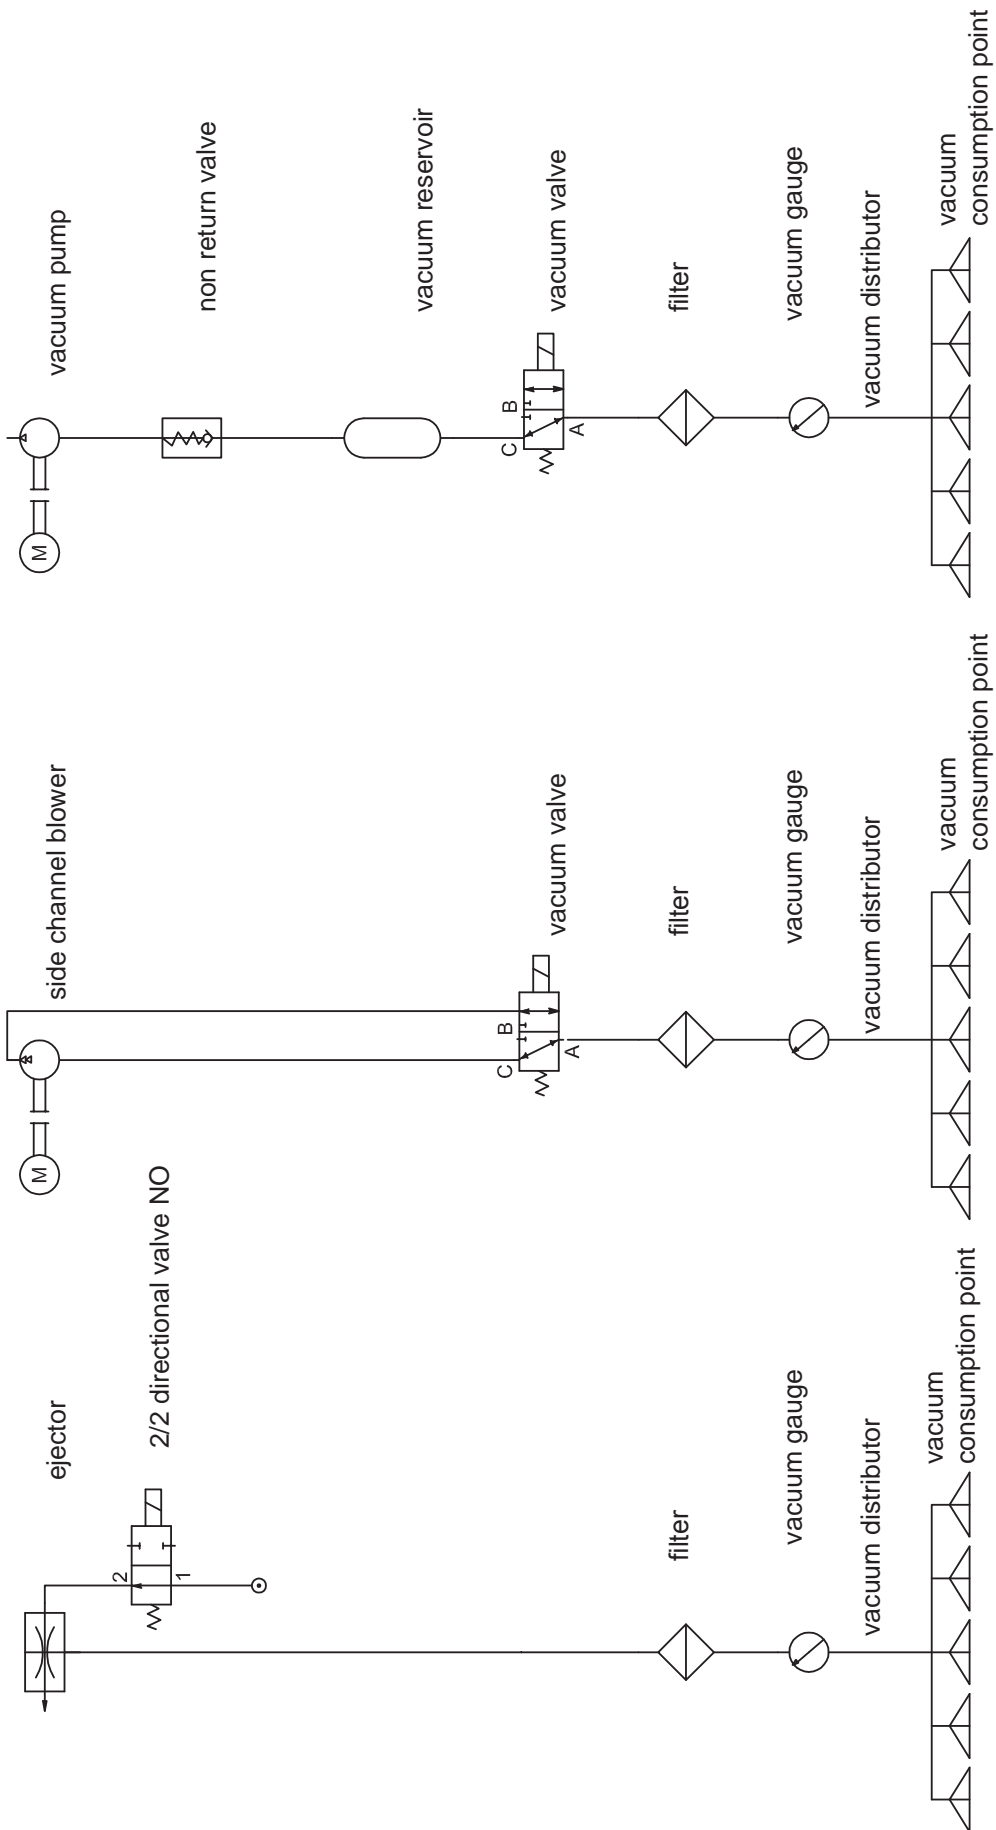 ejector
2/2 directional valve NO
2
1
filter
vacuum gauge
vacuum distributor
vacuum
consumption point
side channel blower
M
vacuum valve
C
B
A
filter
vacuum gauge
vacuum distributor
vacuum
consumption point
vacuum pump
M
non return valve
vacuum reservoir
vacuum valve
C
B
A
filter
vacuum gauge
vacuum distributor
vacuum
consumption point